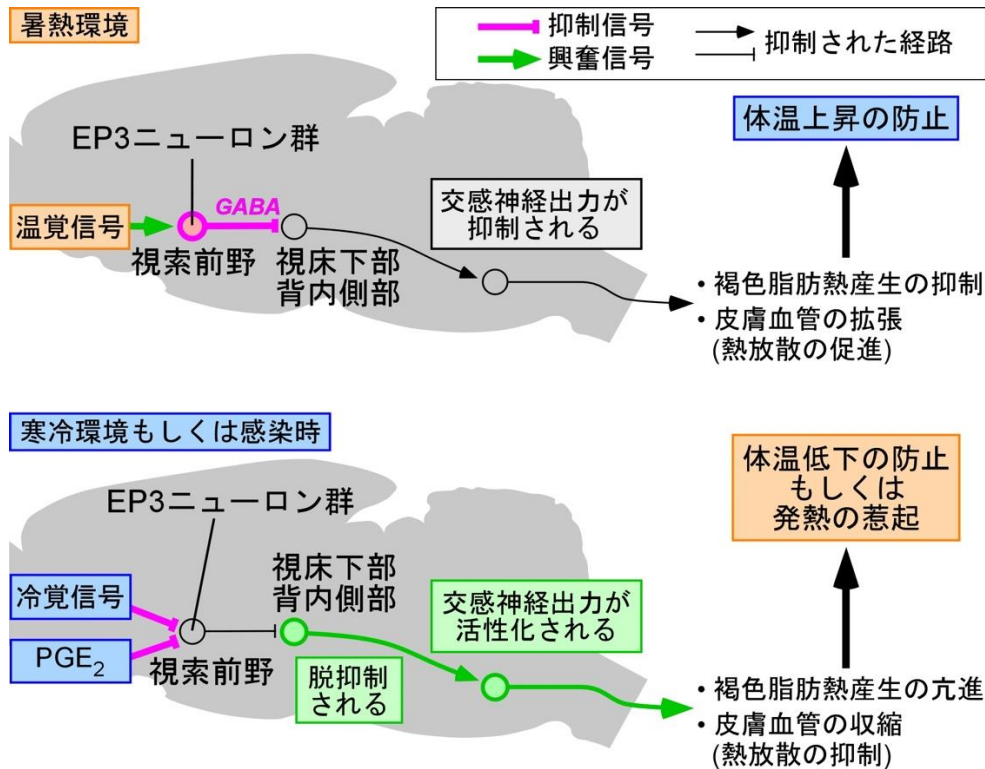 暑熱環境
抑制信号
興奮信号
抑制された経路
EP3ニューロン群
体温上昇の防止
温覚信号
GABA
視索前野
視床下部
背内側部
交感神経出力が
抑制される
・褐色脂肪熱産生の抑制
・皮膚血管の拡張
(熱放散の促進)
寒冷環境もしくは感染時
EP3ニューロン群
体温低下の防止
もしくは
発熱の惹起
冷覚信号
PGE2
視索前野
視床下部
背内側部
脱抑制
される
交感神経出力が
活性化される
・褐色脂肪熱産生の亢進
・皮膚血管の収縮
(熱放散の抑制)